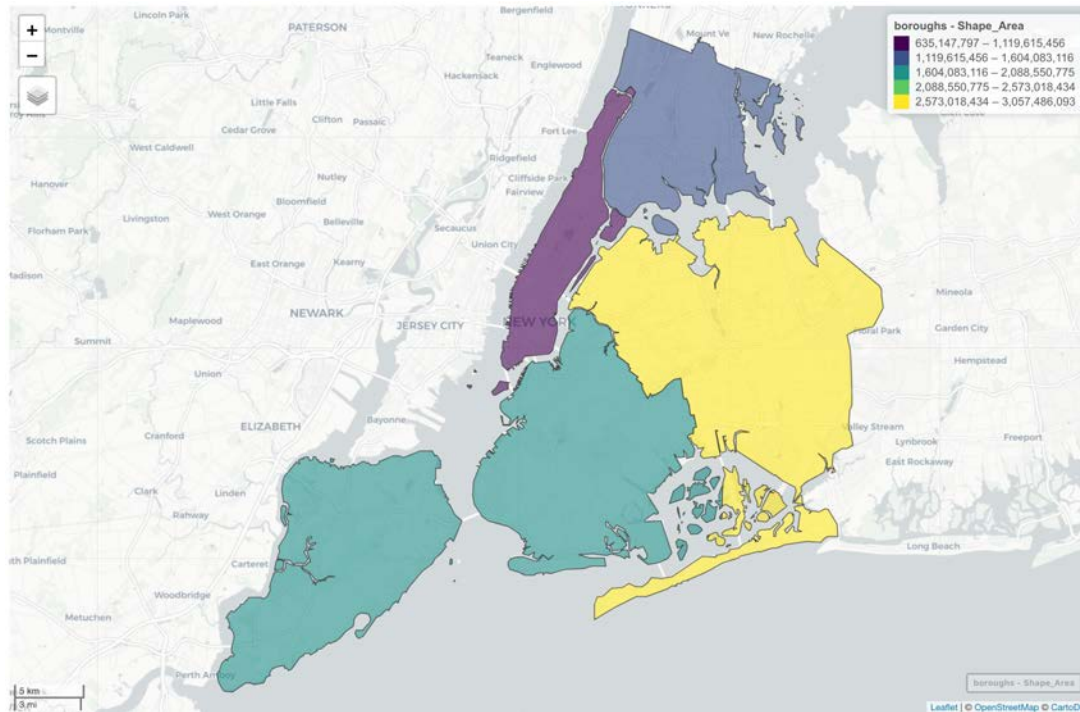 Lincoln Park
PATERSON
Bergenfield
Montville
Teaneck
Englewood
Mount Ve
New Rochelle
Hackensack
Little Falls
Cedar Grove
Clifton
Passaic
Fort Lee
West Caldwell
Ridgefield
Hanover
Nutley
Cliffside Park
Fairview
Livingston
West Orange
Bloomfield
Belleville
Secaucus
Florham Park
Union City
Madison
East Orange
Kearny
Maplewood
NEWARK
JERSEY CITY
NEW YORK
Mineola
Floral Park
Garden City
Summit
Union
Hempstead
Bayonne
Scotch Plains
Cranford
ELIZABETH
Valley Stream
Lynbrook
Freeport
Plainfield
East Rockaway
Clark
Linden
Rahway
Long Beach
Carteret
Woodbridge
Metuchen
Perth Amboy
+
−
boroughs - Shape_Area
635,147,797 – 1,119,615,456
1,119,615,456 – 1,604,083,116
1,604,083,116 – 2,088,550,775
2,088,550,775 – 2,573,018,434
2,573,018,434 – 3,057,486,093
5 km
3 mi
boroughs - Shape_Area
Leaflet | © OpenStreetMap © CartoD